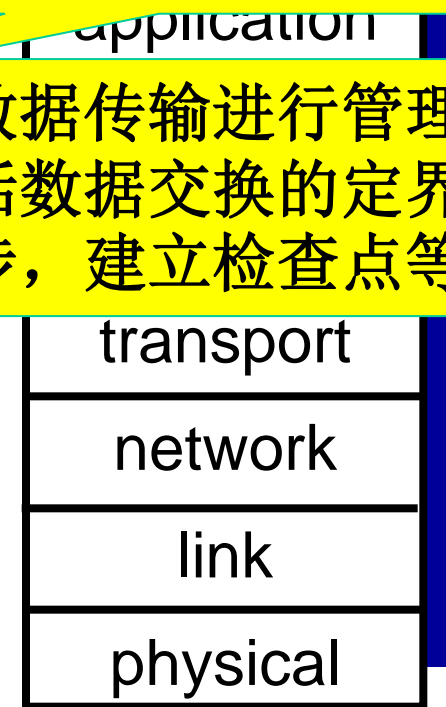 application
数据传输进行管理
括数据交换的定界
步，建立检查点等
transport
network
link
physical